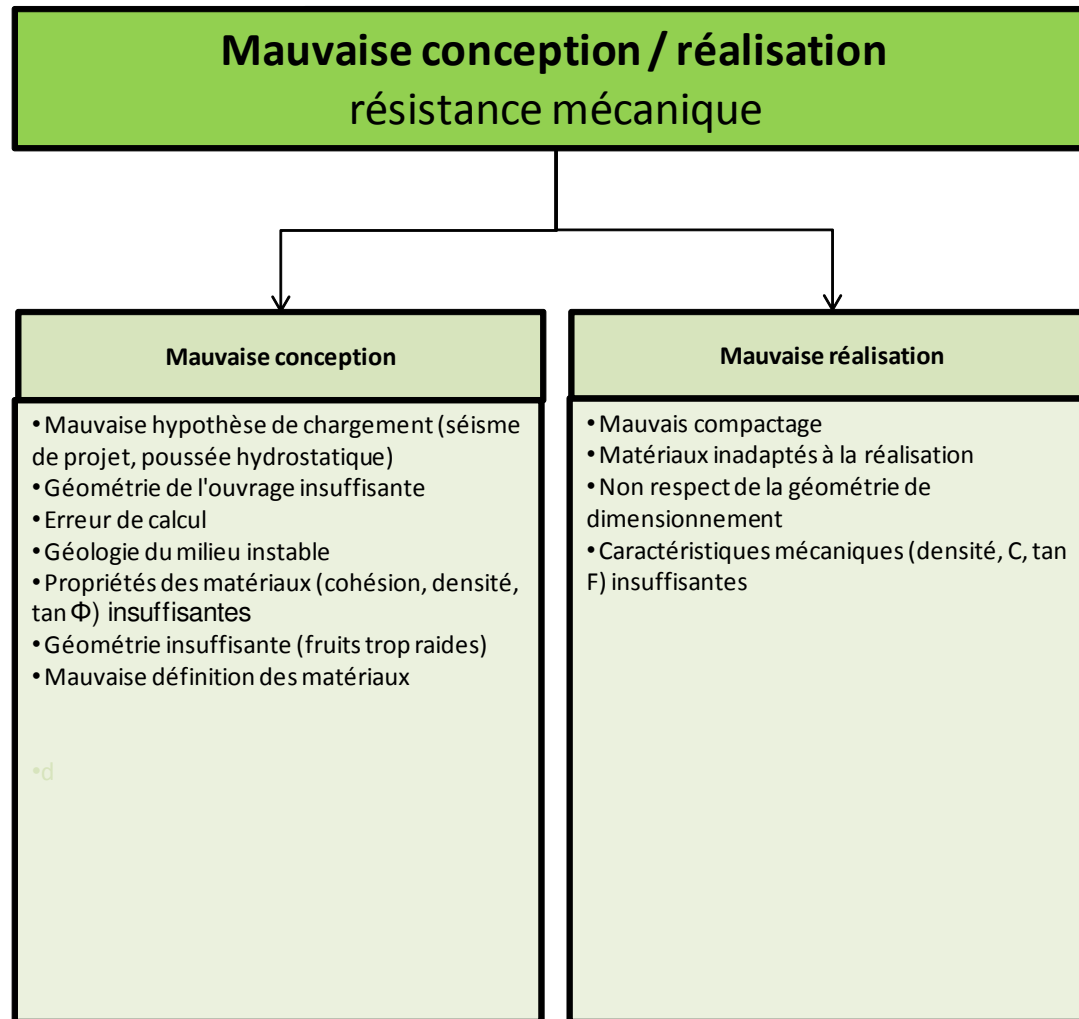 Mauvaise conception / réalisation
résistance mécanique
Mauvaise conception
•Mauvaise hypothèse de chargement (séisme
de projet, poussée hydrostatique)
•Géométrie de l'ouvrage insuffisante
•Erreur de calcul
•Géologie du milieu instable
•Propriétés des matériaux (cohésion, densité,
tan Φ) insuffisantes
•Géométrie insuffisante (fruits trop raides)
•Mauvaise définition des matériaux
•d
Mauvaise réalisation
•Mauvais compactage
•Matériaux inadaptés à la réalisation
•Non respect de la géométrie de
dimensionnement
•Caractéristiques mécaniques (densité, C, tan
F) insuffisantes